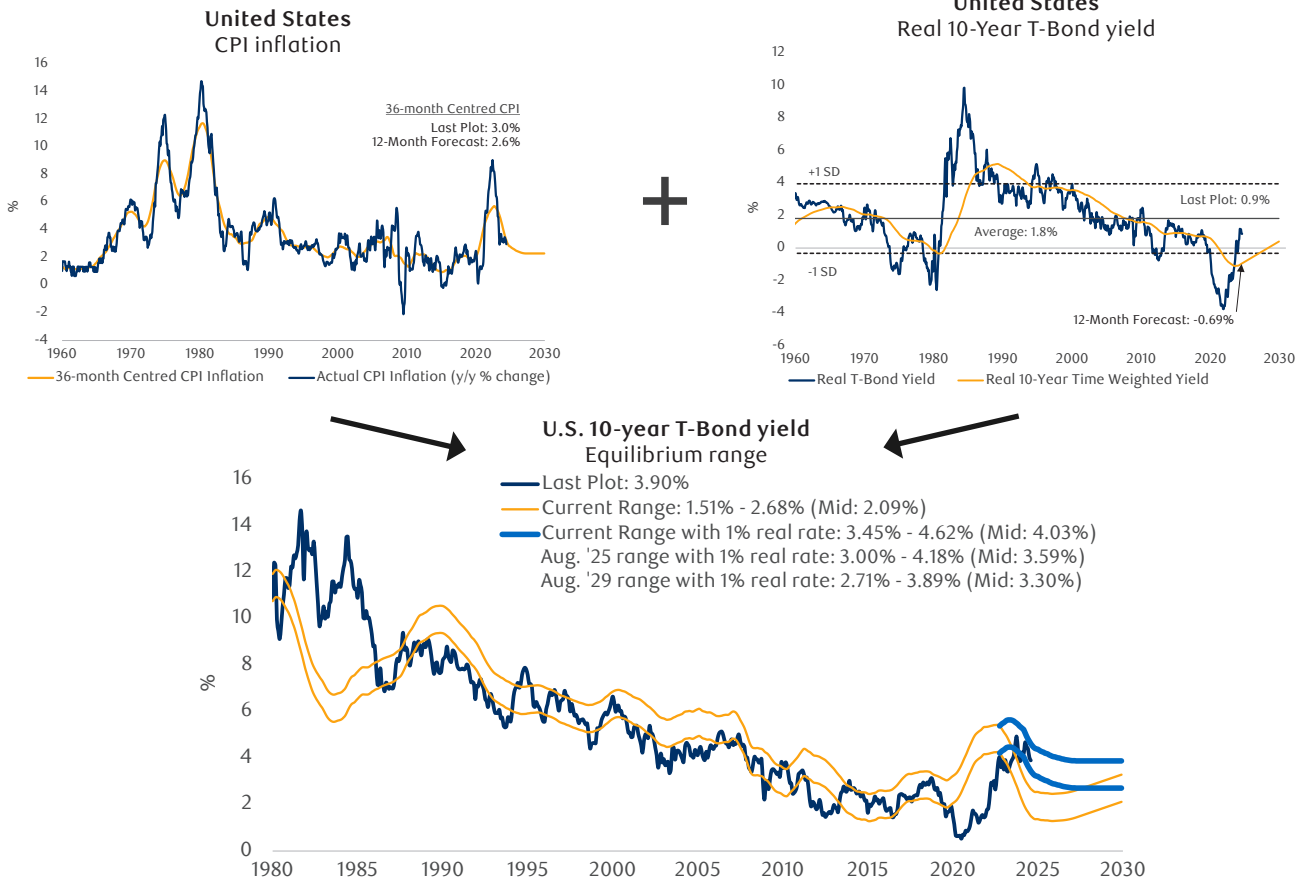 United States
CPI inflation
16
14
12
10
8
6
4
2
0
-2
-4
%
36-month Centred CPI
Last Plot: 3.0%
12-Month Forecast: 2.6%
1960 1970 1980 1990 2000 2010 2020 2030
36-month Centred CPI Inflation Actual CPI Inflation (y/y % change)
+
United States
Real 10-Year T-Bond yield
12
10
8
6
4
2
0
-2
-4
-6
%
+1 SD
Last Plot: 0.9%
Average: 1.8%
-1 SD
12-Month Forecast: -0.69%
1960 1970 1980 1990 2000 2010 2020 2030
Real T-Bond Yield Real 10-Year Time Weighted Yield
U.S. 10-year T-Bond yield
Equilibrium range
Last Plot: 3.90%
Current Range: 1.51% - 2.68% (Mid: 2.09%)
Current Range with 1% real rate: 3.45% - 4.62% (Mid: 4.03%)
Aug. '25 range with 1% real rate: 3.00% - 4.18% (Mid: 3.59%)
Aug. '29 range with 1% real rate: 2.71% - 3.89% (Mid: 3.30%)
16
14
12
10
8
6
4
2
0
%
1980 1985 1990 1995 2000 2005 2010 2015 2020 2025 2030